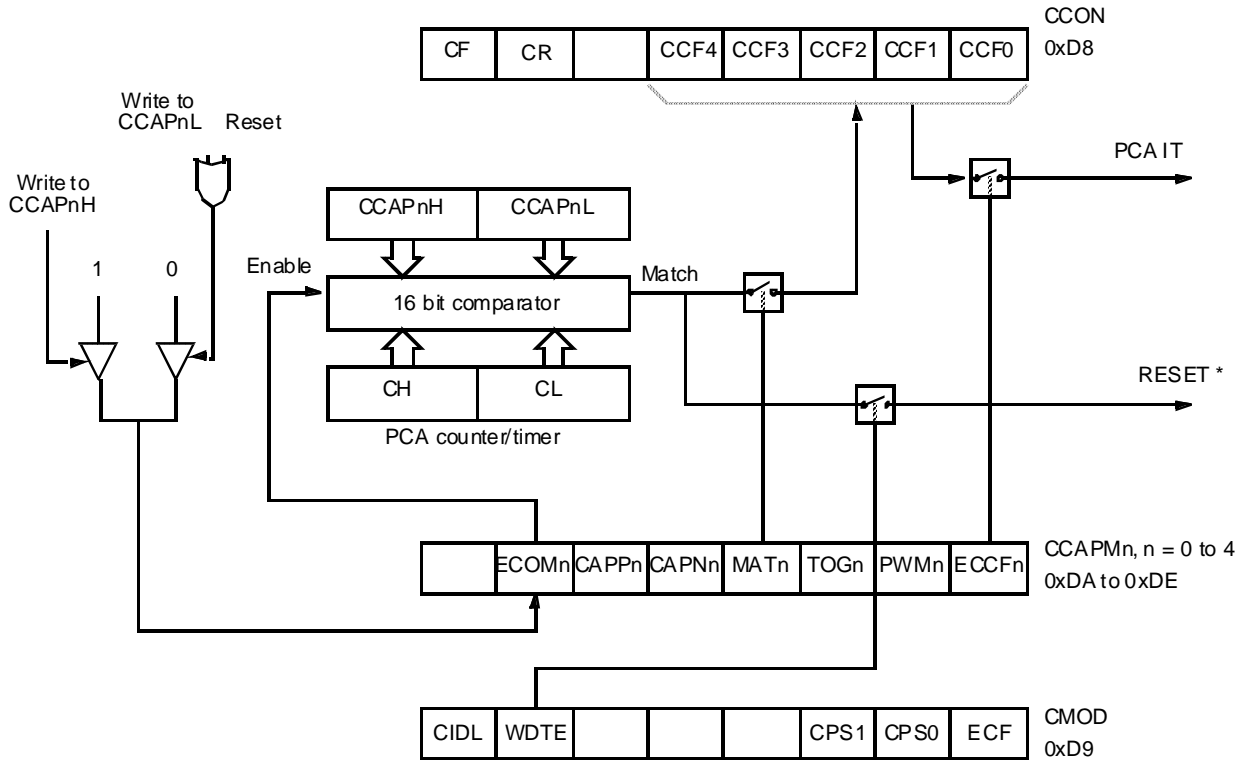 CCON
0xD8
CF CR CCF4 CCF3 CCF2 CCF1 CCF0
Write to
CCAPnL Reset
Write to
CCAPnH
PCA IT
CCAPnH CCAPnL
1 0
Enable
Match
16 bit comparator
CH CL
PCA counter/timer
RESET *
ECOMn CAPPn CAPNn MATn TOGn PWMn ECCFn
CCAPMn, n = 0 to 4
0xDA to 0xDE
CIDL WDTE CPS1 CPS0 ECF
CMOD
0xD9